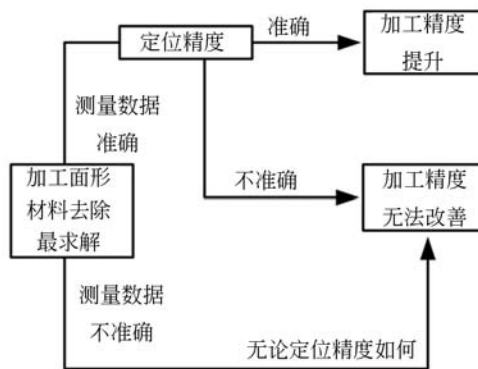 定位精度
准确
加工精度
提升
测量数据
准确
加工面形
材料去除
最求解
不准确
加工精度
无法改善
测量数据
不准确
无论定位精度如何